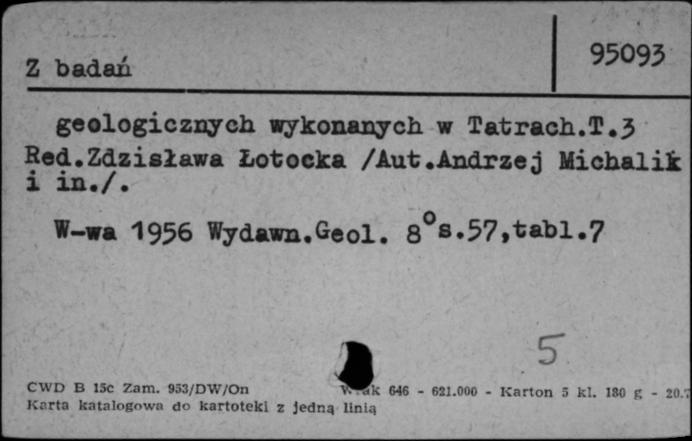 Z badań
95093
geologicznych wykonanych w Tatrach.T.3
Red.Zdzisława Łotocka /Aut.Andrzej Michalik
i in./.
W-wa 1956 Wydawn.Geol. 8° s.57,tabl.7
5
CWD B 15c Zam. 953/DW/On
646 - 621.000 - Karton 5 kl. 180 g - 20.
Karta katalogowa do kartoteki z jedną linią